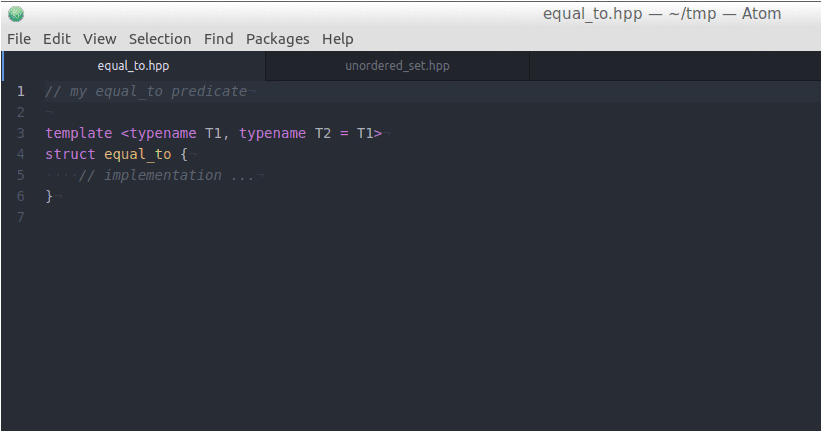 equal_to.hpp — ~/tmp — Atom
File Edit View Selection Find Packages Help
equal_to.hpp unordered_set.hpp
1 // my equal_to predicate¬
2 ¬
3 template <typename T1, typename T2 = T1>¬
4 struct equal_to {¬
5 ····// implementation ...¬
6 }¬
7